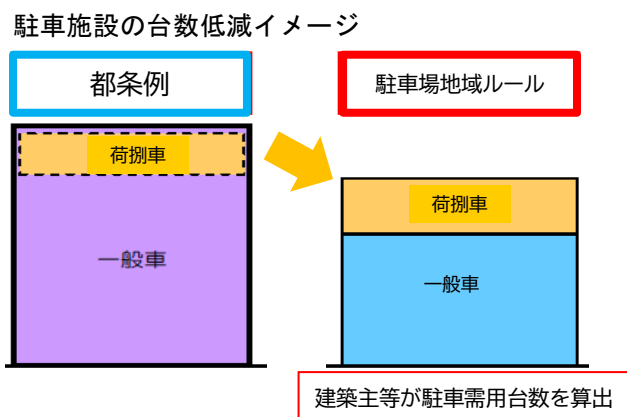 駐車施設の台数低減イメージ
都条例
駐車場地域ルール
荷捌車
荷捌車
一般車
一般車
建築主等が駐車需用台数を算出